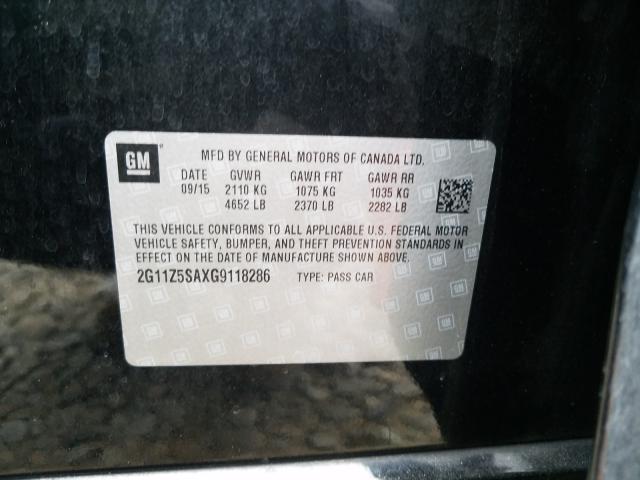 GM
MFD BY GENERAL MOTORS OF CANADA LTD.
DATE GVWR GAWR FRT GAWR RR
09/15 2110 KG 1075 KG 1035 KG
4652 LB 2370 LB 2282 LB
THIS VEHICLE CONFORMS TO ALL APPLICABLE U.S. FEDERAL MOTOR
VEHICLE SAFETY, BUMPER, AND THEFT PREVENTION STANDARDS IN
EFFECT ON THE DATE OF MANUFACTURE SHOWN ABOVE.
2G11Z5SAXG9118286 TYPE: PASS CAR